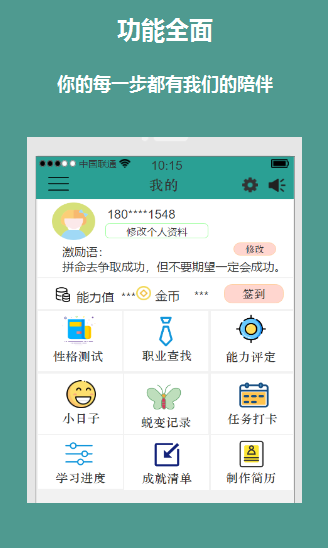 功能全面
你的每一步都有我们的陪伴
中国联通 10:15
我的
180****1548
修改个人资料
激励语：
修改
拼命去争取成功，但不要期望一定会成功。
能力值 *** 金币 *** 签到
性格测试 职业查找 能力评定
小日子 蜕变记录 任务打卡
学习进度 成就清单 制作简历